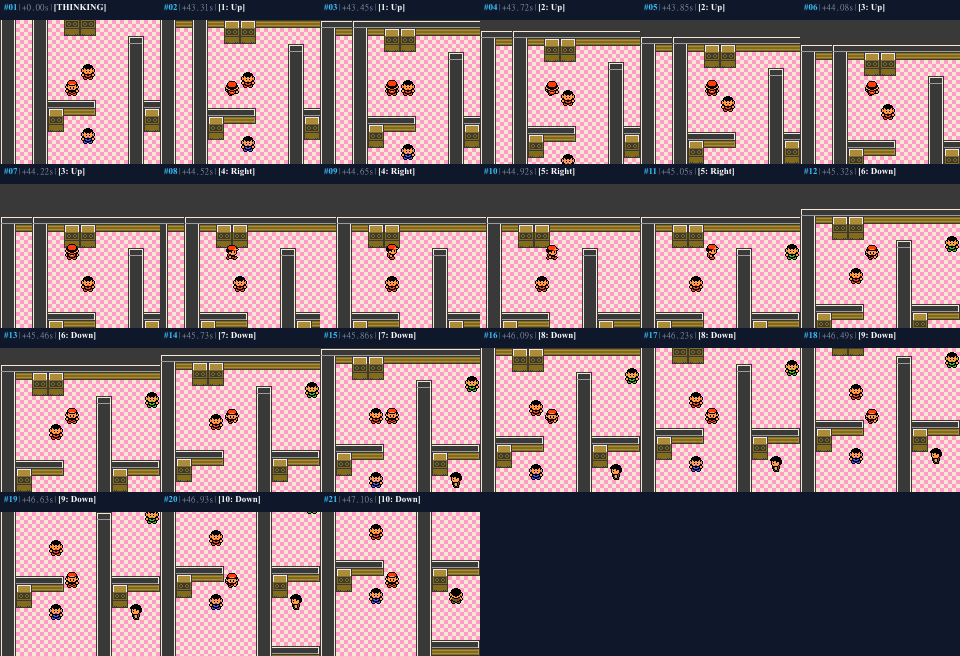 #01|+0.00s|[THINKING]
#02|+43.31s|[1: Up]
#03|+43.45s|[1: Up]
#04|+43.72s|[2: Up]
#05|+43.85s|[2: Up]
#06|+44.08s|[3: Up]
#07|+44.22s|[3: Up]
#08|+44.52s|[4: Right]
#09|+44.65s|[4: Right]
#10|+44.92s|[5: Right]
#11|+45.05s|[5: Right]
#12|+45.32s|[6: Down]
#13|+45.46s|[6: Down]
#14|+45.73s|[7: Down]
#15|+45.86s|[7: Down]
#16|+46.09s|[8: Down]
#17|+46.23s|[8: Down]
#18|+46.49s|[9: Down]
#19|+46.63s|[9: Down]
#20|+46.93s|[10: Down]
#21|+47.10s|[10: Down]